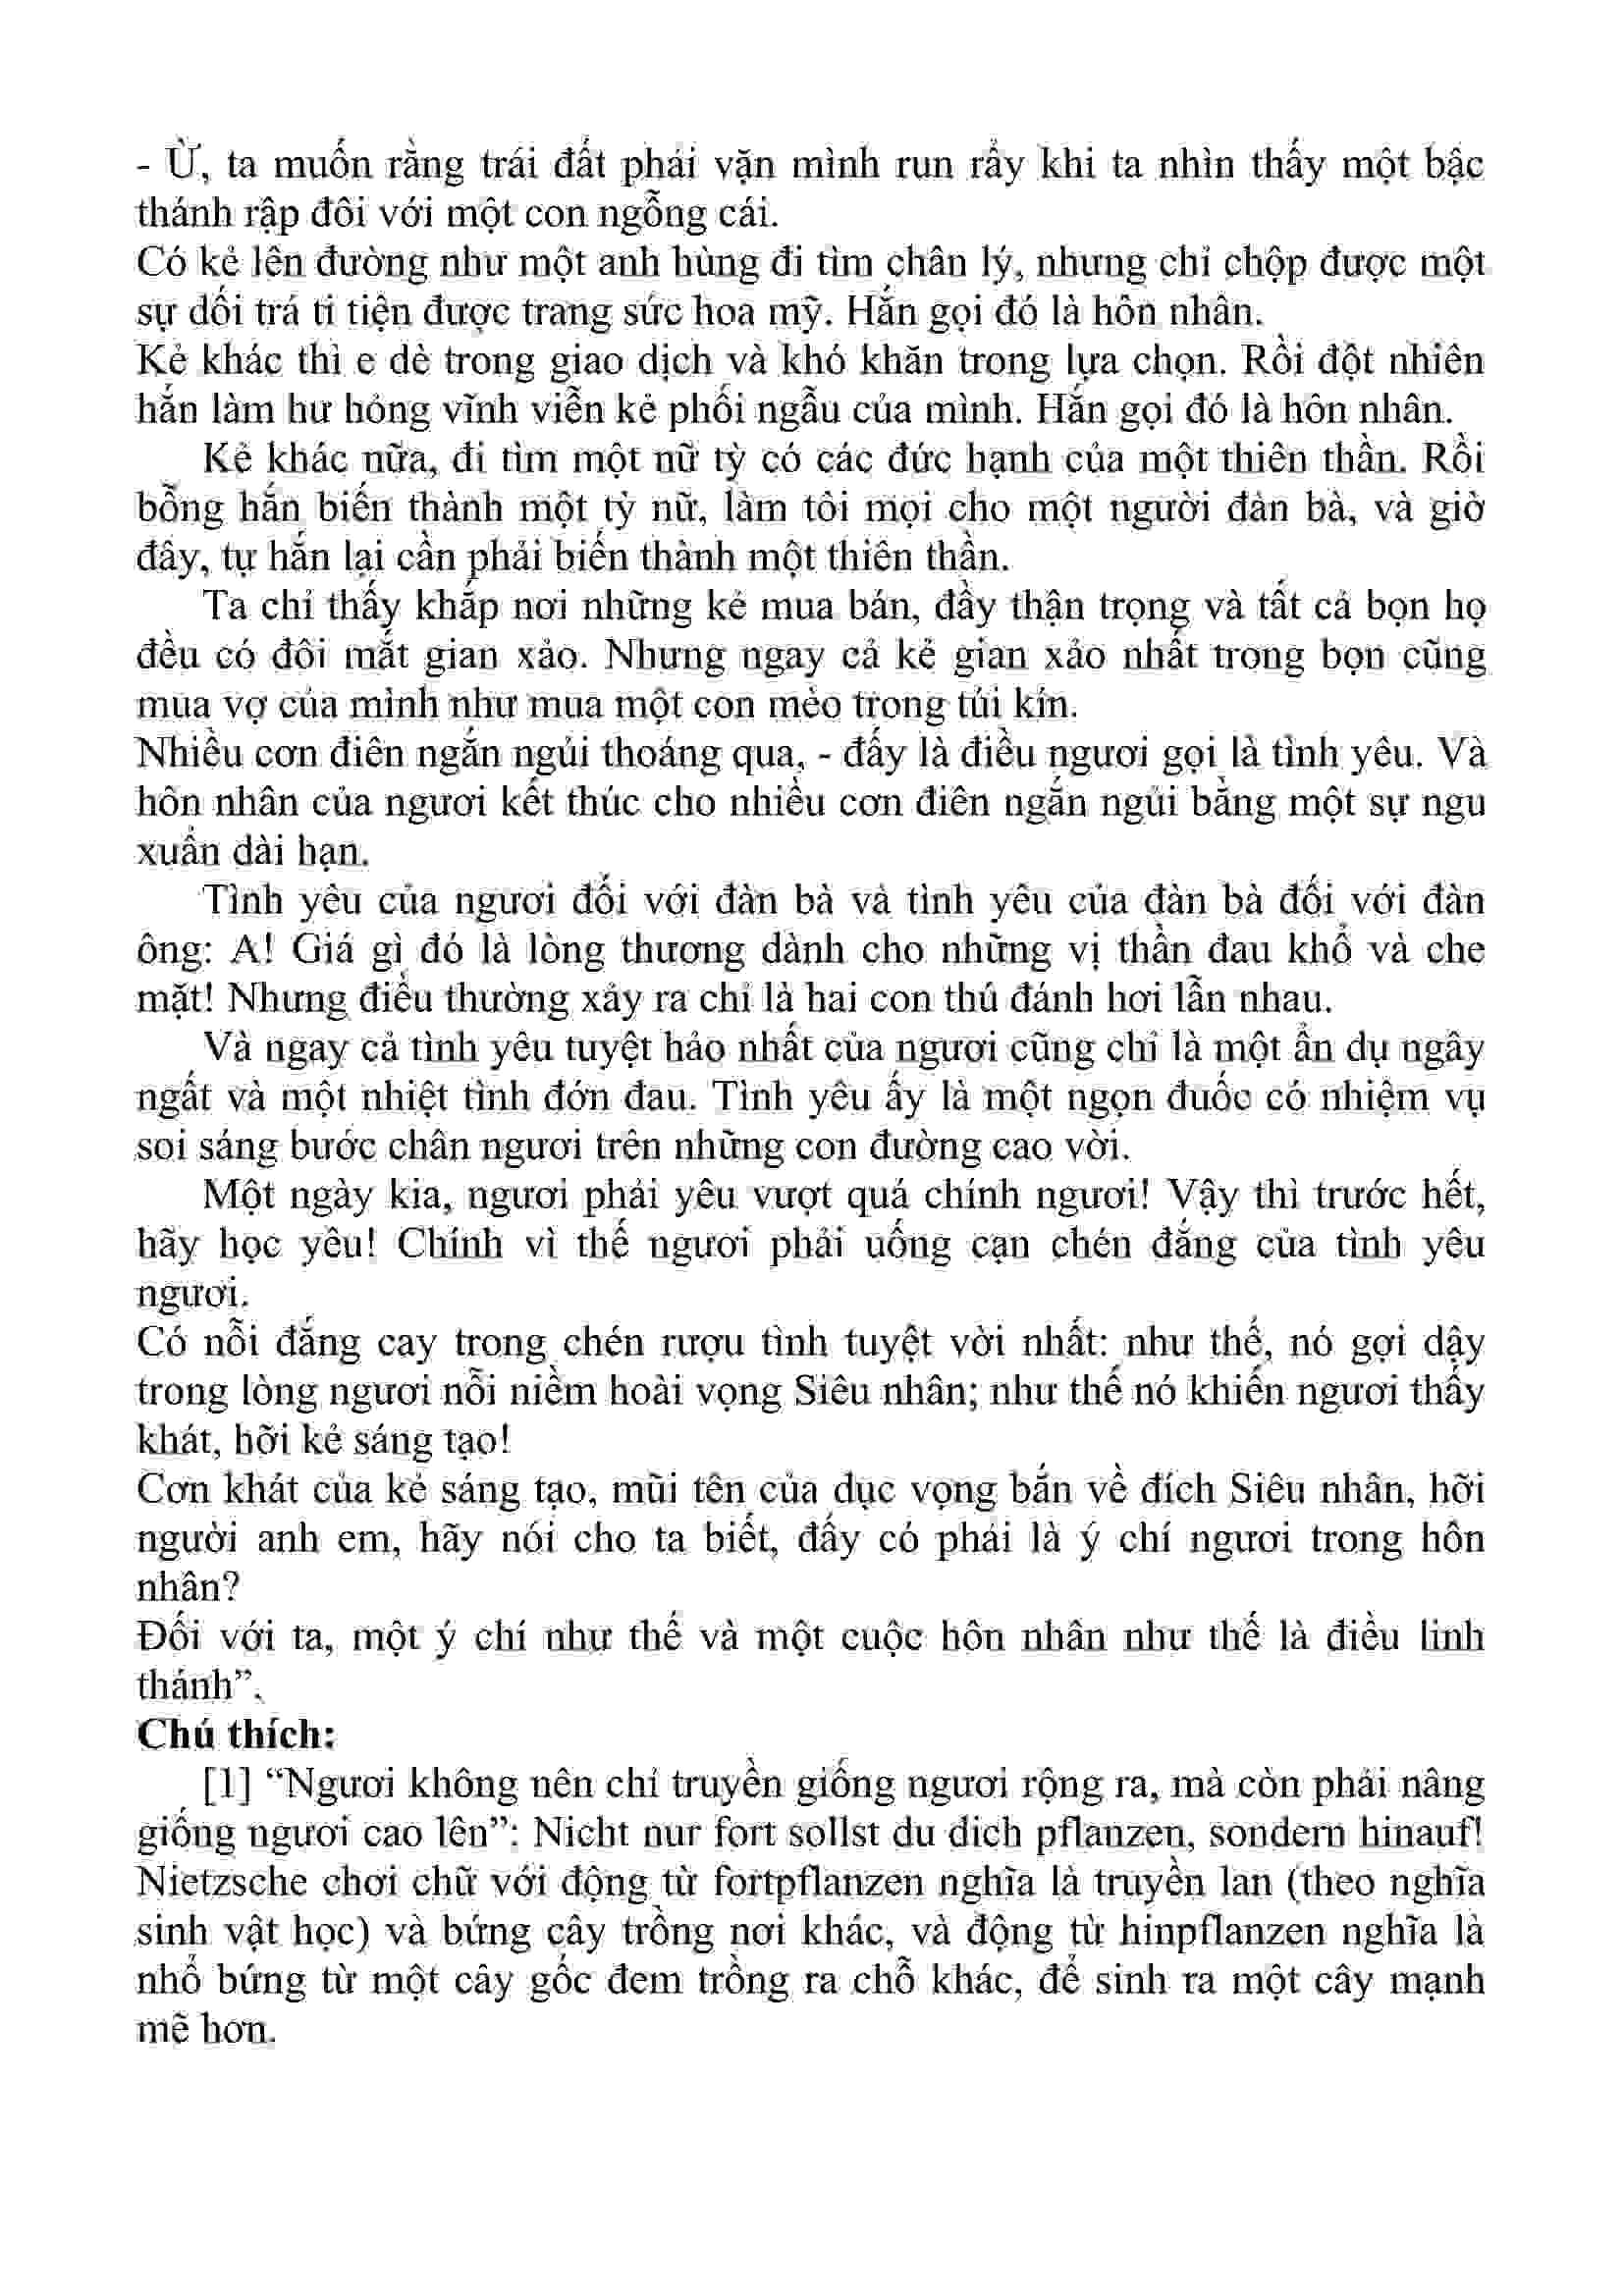 - Ừ, ta muốn rằng trái đất phải vặn mình run rẩy khi ta nhìn thấy một bậc
thánh rập đôi với một con ngỗng cái.
Có kẻ lên đường như một anh hùng đi tìm chân lý, nhưng chỉ chộp được một
sự dối trá ti tiện được trang sức hoa mỹ. Hắn gọi đó là hôn nhân.
Kẻ khác thì e dè trong giao dịch và khó khăn trong lựa chọn. Rồi đột nhiên
hắn làm hư hỏng vĩnh viễn kẻ phối ngẫu của mình. Hắn gọi đó là hôn nhân.
Kẻ khác nữa, đi tìm một nữ tỳ có các đức hạnh của một thiên thần. Rồi
bỗng hắn biến thành một tỳ nữ, làm tôi mọi cho một người đàn bà, và giờ
đây, tự hắn lại cần phải biến thành một thiên thần.
Ta chỉ thấy khắp nơi những kẻ mua bán, đầy thận trọng và tất cả bọn họ
đều có đôi mắt gian xảo. Nhưng ngay cả kẻ gian xảo nhất trong bọn cũng
mua vợ của mình như mua một con mèo trong túi kín.
Nhiều cơn điên ngắn ngủi thoáng qua, - đấy là điều ngươi gọi là tình yêu. Và
hôn nhân của ngươi kết thúc cho nhiều cơn điên ngắn ngủi bằng một sự ngu
xuẩn dài hạn.
Tình yêu của ngươi đối với đàn bà và tình yêu của đàn bà đối với đàn
ông: A! Giá gì đó là lòng thương dành cho những vị thần đau khổ và che
mặt! Nhưng điều thường xảy ra chỉ là hai con thú đánh hơi lẫn nhau.
Và ngay cả tình yêu tuyệt hảo nhất của ngươi cũng chỉ là một ẩn dụ ngây
ngất và một nhiệt tình đớn đau. Tình yêu ấy là một ngọn đuốc có nhiệm vụ
soi sáng bước chân ngươi trên những con đường cao vời.
Một ngày kia, ngươi phải yêu vượt quá chính ngươi! Vậy thì trước hết,
hãy học yêu! Chính vì thế ngươi phải uống cạn chén đắng của tình yêu
ngươi.
Có nỗi đắng cay trong chén rượu tình tuyệt vời nhất: như thế, nó gợi dậy
trong lòng ngươi nỗi niềm hoài vọng Siêu nhân; như thế nó khiến ngươi thấy
khát, hỡi kẻ sáng tạo!
Cơn khát của kẻ sáng tạo, mũi tên của dục vọng bắn về đích Siêu nhân, hỡi
người anh em, hãy nói cho ta biết, đấy có phải là ý chí ngươi trong hôn
nhân?
Đối với ta, một ý chí như thế và một cuộc hôn nhân như thế là điều linh
thánh”.
Chú thích:
[1] “Ngươi không nên chỉ truyền giống ngươi rộng ra, mà còn phải nâng
giống ngươi cao lên”: Nicht nur fort sollst du dich pflanzen, sondern hinauf!
Nietzsche chơi chữ với động từ fortpflanzen nghĩa là truyền lan (theo nghĩa
sinh vật học) và bứng cây trồng nơi khác, và động từ hinpflanzen nghĩa là
nhổ bứng từ một cây gốc đem trồng ra chỗ khác, để sinh ra một cây mạnh
mẽ hơn.